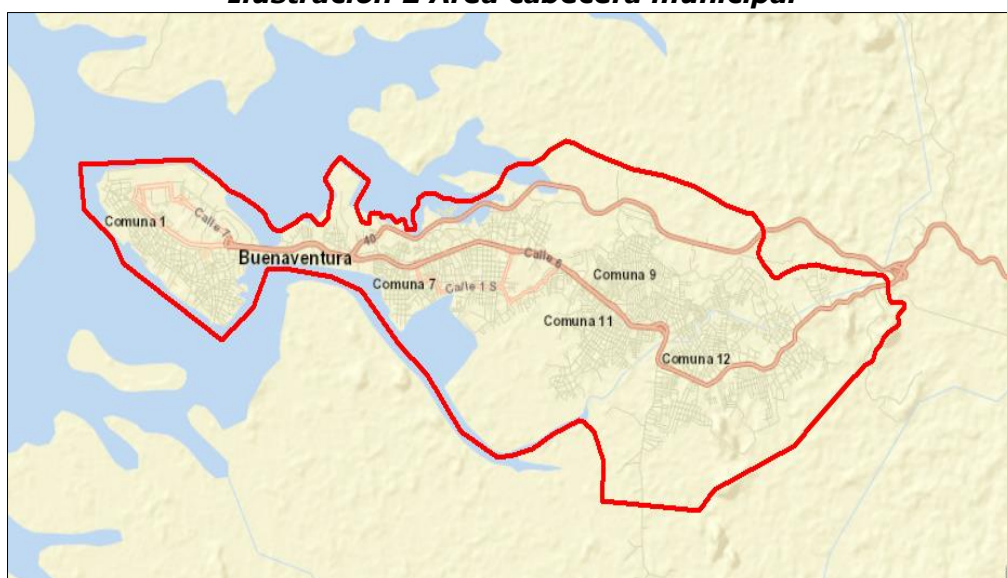 Ilustración 2 Área cabecera municipal
Comuna 1
Calle 7
40
Buenaventura
Calle 6
Comuna 9
Comuna 7
Calle 1 S
Comuna 11
Comuna 12